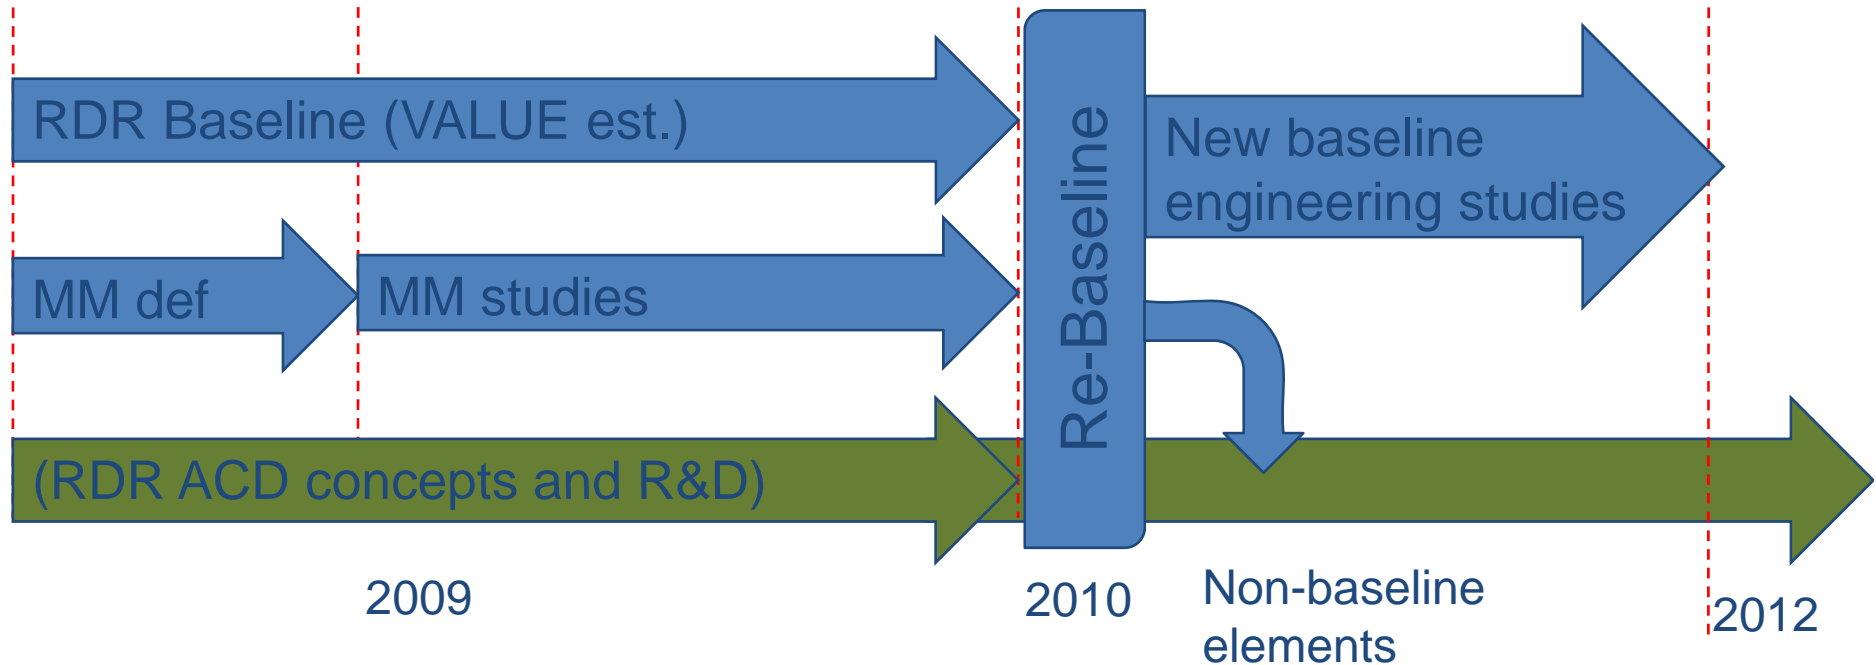 RDR Baseline (VALUE est.)
MM def
MM studies
(RDR ACD concepts and R&D)
Re-Baseline
New baseline
engineering studies
2009
2010
Non-baseline
elements
2012